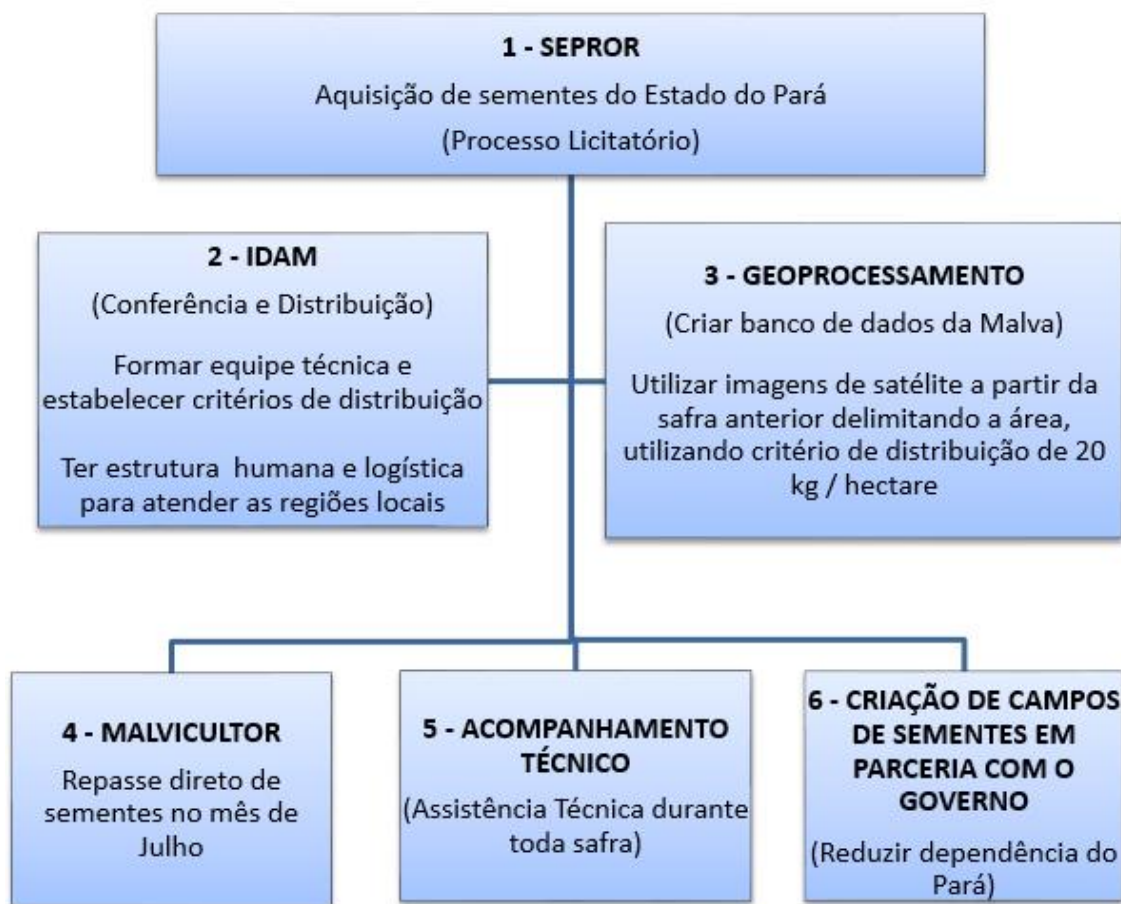 1 - SEPROR
Aquisição de sementes do Estado do Pará
(Processo Licitatório)
2 - IDAM
(Conferência e Distribuição)
Formar equipe técnica e
estabelecer critérios de distribuição
Ter estrutura humana e logística
para atender as regiões locais
3 - GEOPROCESSAMENTO
(Criar banco de dados da Malva)
Utilizar imagens de satélite a partir da
safra anterior delimitando a área,
utilizando critério de distribuição de 20
kg / hectare
4 - MALVICULTOR
Repasse direto de
sementes no mês de
Julho
5 - ACOMPANHAMENTO
TÉCNICO
(Assistência Técnica durante
toda safra)
6 - CRIAÇÃO DE CAMPOS
DE SEMENTES EM
PARCERIA COM O
GOVERNO
(Reduzir dependência do
Pará)